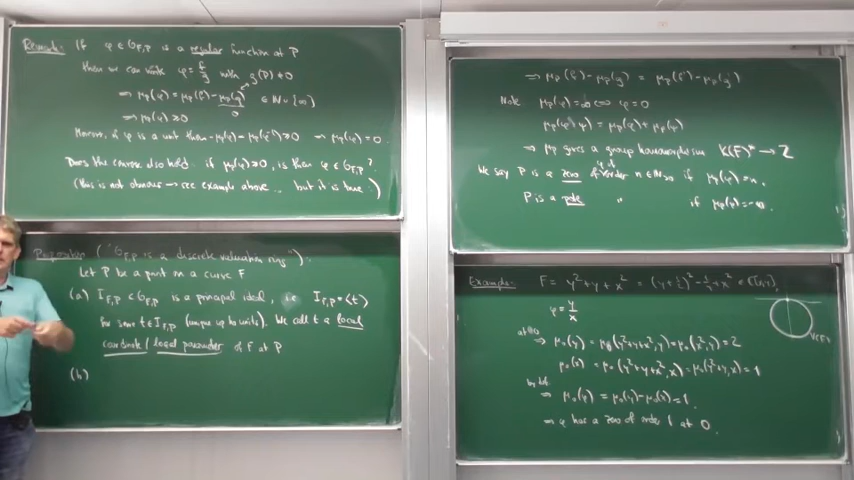 Remark: If φ ∈ O_{F,P} is a regular function at P
then we can write φ = f/g with g(P) ≠ 0
⇒ μ_P(φ) = μ_P(f) - μ_P(g) ∈ ℕ ∪ {∞}
0
⇒ μ_P(φ) ≥ 0
Moreover, if φ is a unit then -μ_P(φ) = μ_P(φ⁻¹) ≥ 0 ⇒ μ_P(φ) = 0.
Does the converse also hold: if μ_P(φ) ≥ 0, is then φ ∈ O_{F,P}?
(this is not obvious → see example above... but it is true :)
Proposition ("O_{F,P} is a discrete valuation ring"):
Let P be a point on a curve F
(a) I_{F,P} ⊂ O_{F,P} is a principal ideal, i.e. I_{F,P} = ⟨t⟩
for some t ∈ I_{F,P} (unique up to units). We call t a local
coordinate / local parameter of F at P
(b)
⇒ μ_P(f) - μ_P(g) = μ_P(f') - μ_P(g')
Note μ_P(φ) = ∞ ⇔ φ = 0
μ_P(φ·ψ) = μ_P(φ) + μ_P(ψ)
⇒ μ_P gives a group homomorphism K(F)* → ℤ
We say P is a zero of φ of order n ∈ ℕ_{>0} if μ_P(φ) = n,
P is a pole " if μ_P(φ) = -n.
Example: F = y² + y + x² = (y + ½)² - ¼ + x² ∈ ℂ[x,y],
φ = y/x
at 0 ⇒ μ_0(y) = μ_0(y²+y+x², y) = μ_0(x², y) = 2
μ_0(x) = μ_0(y²+y+x², x) = μ_0(y²+y, x) = 1
by def. ⇒ μ_0(φ) = μ_0(y) - μ_0(x) = 1.
⇒ φ has a zero of order 1 at 0.